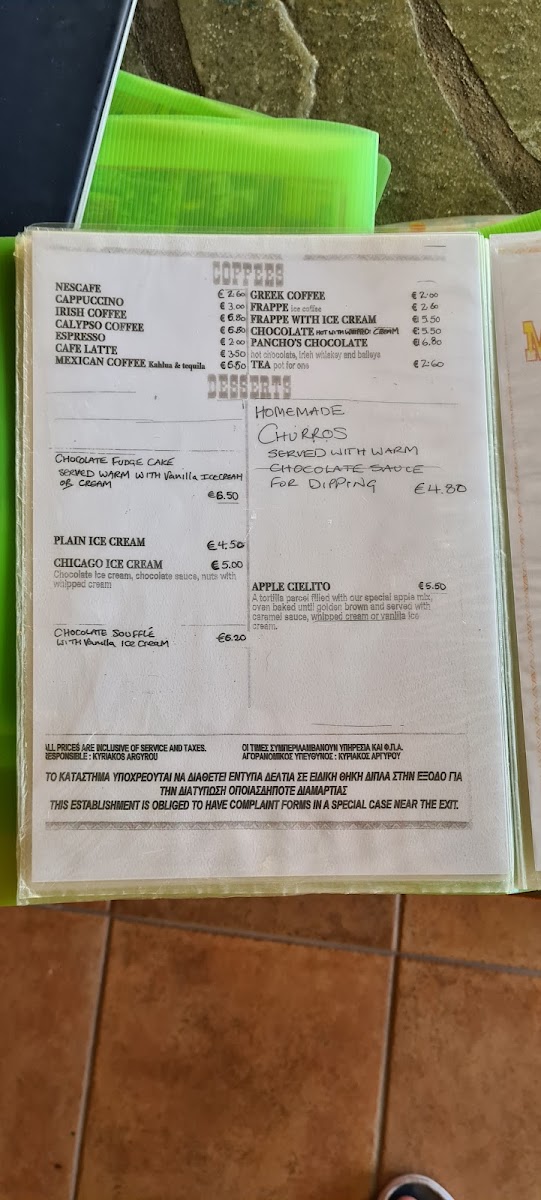 COFFEES
NESCAFE €2.60
CAPPUCCINO €3.00
IRISH COFFEE €6.80
CALYPSO COFFEE €6.80
ESPRESSO €2.00
CAFE LATTE €3.50
MEXICAN COFFEE Kahlua & tequila €6.80
GREEK COFFEE €2.00
FRAPPE ice coffee €2.60
FRAPPE WITH ICE CREAM €5.50
CHOCOLATE HOT WITH WHIPPED CREAM €5.50
PANCHO'S CHOCOLATE €6.80
hot chocolate, irish whiskey and baileys
TEA pot for one €2.60
DESSERTS
CHOCOLATE FUDGE CAKE
SERVED WARM WITH Vanilla ICECREAM
OR CREAM
€6.50
PLAIN ICE CREAM €4.50
CHICAGO ICE CREAM €5.00
Chocolate ice cream, chocolate sauce, nuts with
whipped cream
CHOCOLATE SOUFFLÉ €6.20
WITH Vanilla ICE CREAM
HOMEMADE
CHURROS
SERVED WITH WARM
CHOCOLATE SAUCE
FOR DIPPING €4.80
APPLE CIELITO €5.50
A tortilla parcel filled with our special apple mix,
oven baked until golden brown and served with
caramel sauce, whipped cream or vanilla ice
cream.
ALL PRICES ARE INCLUSIVE OF SERVICE AND TAXES.
RESPONSIBLE : KYRIAKOS ARGYROU
ΟΙ ΤΙΜΕΣ ΣΥΜΠΕΡΙΛΑΜΒΑΝΟΥΝ ΥΠΗΡΕΣΙΑ ΚΑΙ Φ.Π.Α.
ΑΓΟΡΑΝΟΜΙΚΟΣ ΥΠΕΥΘΥΝΟΣ : ΚΥΡΙΑΚΟΣ ΑΡΓΥΡΟΥ
ΤΟ ΚΑΤΑΣΤΗΜΑ ΥΠΟΧΡΕΟΥΤΑΙ ΝΑ ΔΙΑΘΕΤΕΙ ΕΝΤΥΠΑ ΔΕΛΤΙΑ ΣΕ ΕΙΔΙΚΗ ΘΗΚΗ ΔΙΠΛΑ ΣΤΗΝ ΕΞΟΔΟ ΓΙΑ
ΤΗΝ ΔΙΑΤΥΠΩΣΗ ΟΠΟΙΑΣΔΗΠΟΤΕ ΔΙΑΜΑΡΤΙΑΣ
THIS ESTABLISHMENT IS OBLIGED TO HAVE COMPLAINT FORMS IN A SPECIAL CASE NEAR THE EXIT.
M